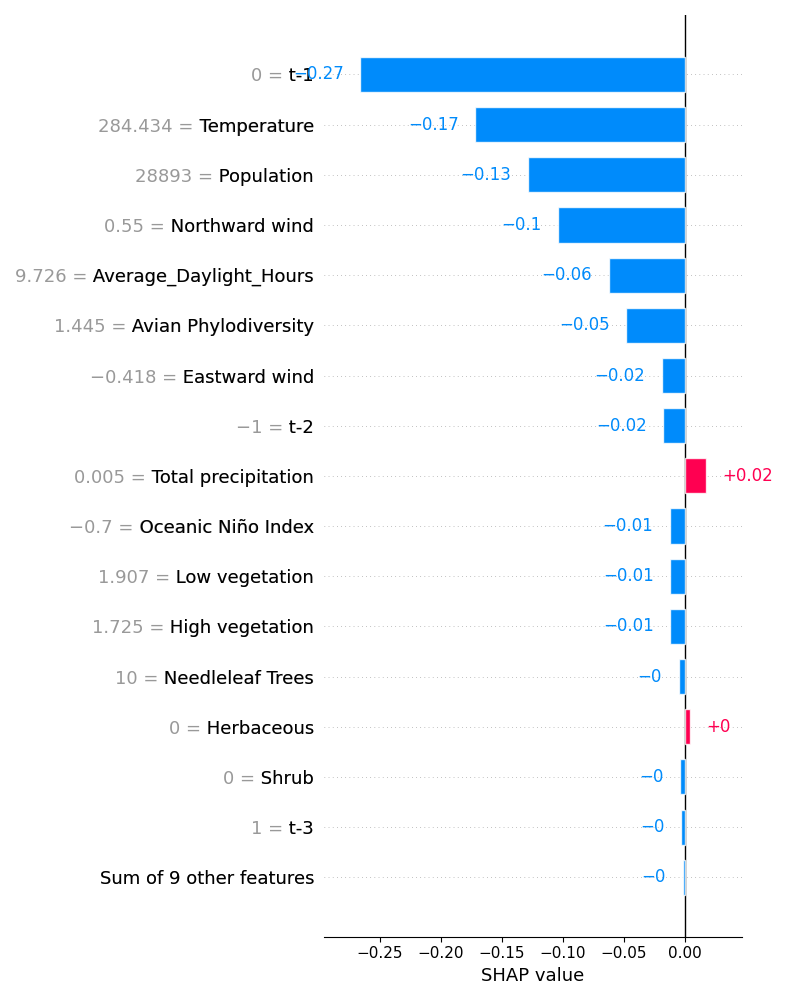 0 = t-1 −0.27
284.434 = Temperature −0.17
28893 = Population −0.13
0.55 = Northward wind −0.1
9.726 = Average_Daylight_Hours −0.06
1.445 = Avian Phylodiversity −0.05
−0.418 = Eastward wind −0.02
−1 = t-2 −0.02
0.005 = Total precipitation +0.02
−0.7 = Oceanic Niño Index −0.01
1.907 = Low vegetation −0.01
1.725 = High vegetation −0.01
10 = Needleleaf Trees −0
0 = Herbaceous +0
0 = Shrub −0
1 = t-3 −0
Sum of 9 other features −0
−0.25 −0.20 −0.15 −0.10 −0.05 0.00
SHAP value